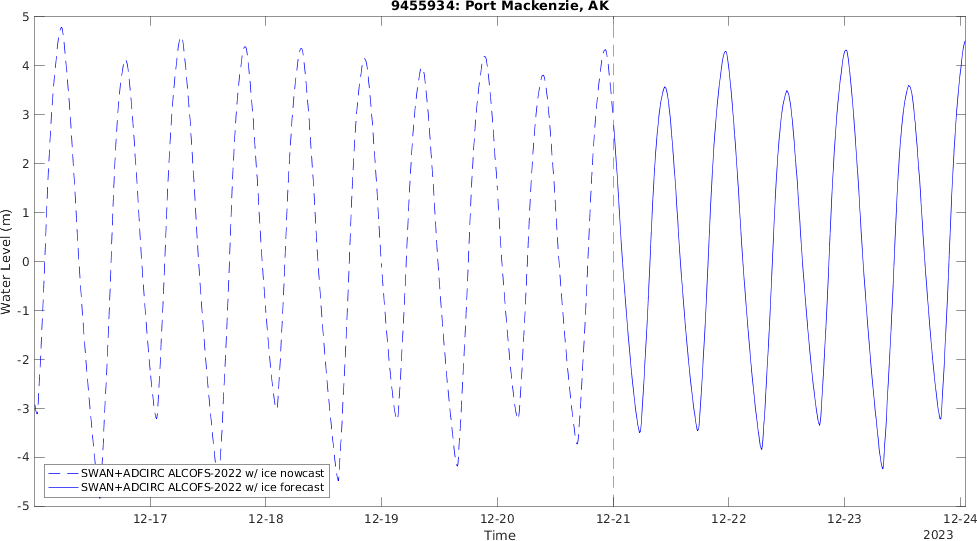 9455934: Port Mackenzie, AK
5
4
3
2
1
0
-1
-2
-3
-4
-5
Water Level (m)
SWAN+ADCIRC ALCOFS-2022 w/ ice nowcast
SWAN+ADCIRC ALCOFS-2022 w/ ice forecast
12-17 12-18 12-19 12-20 12-21 12-22 12-23 12-24
Time
2023